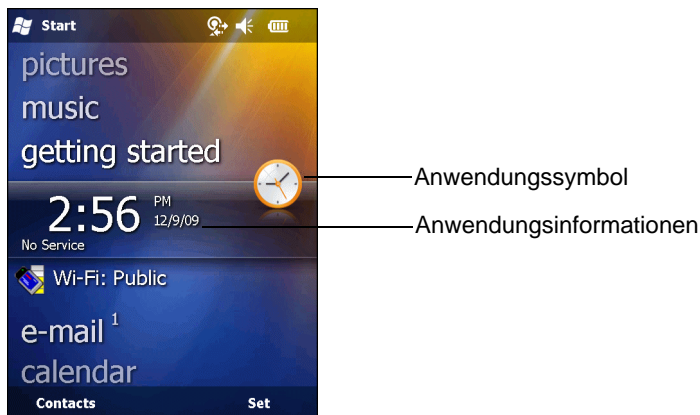 Start
pictures
music
getting started
Anwendungssymbol
2:56 PM
12/9/09
Anwendungsinformationen
No Service
Wi-Fi: Public
e-mail 1
calendar
Contacts Set